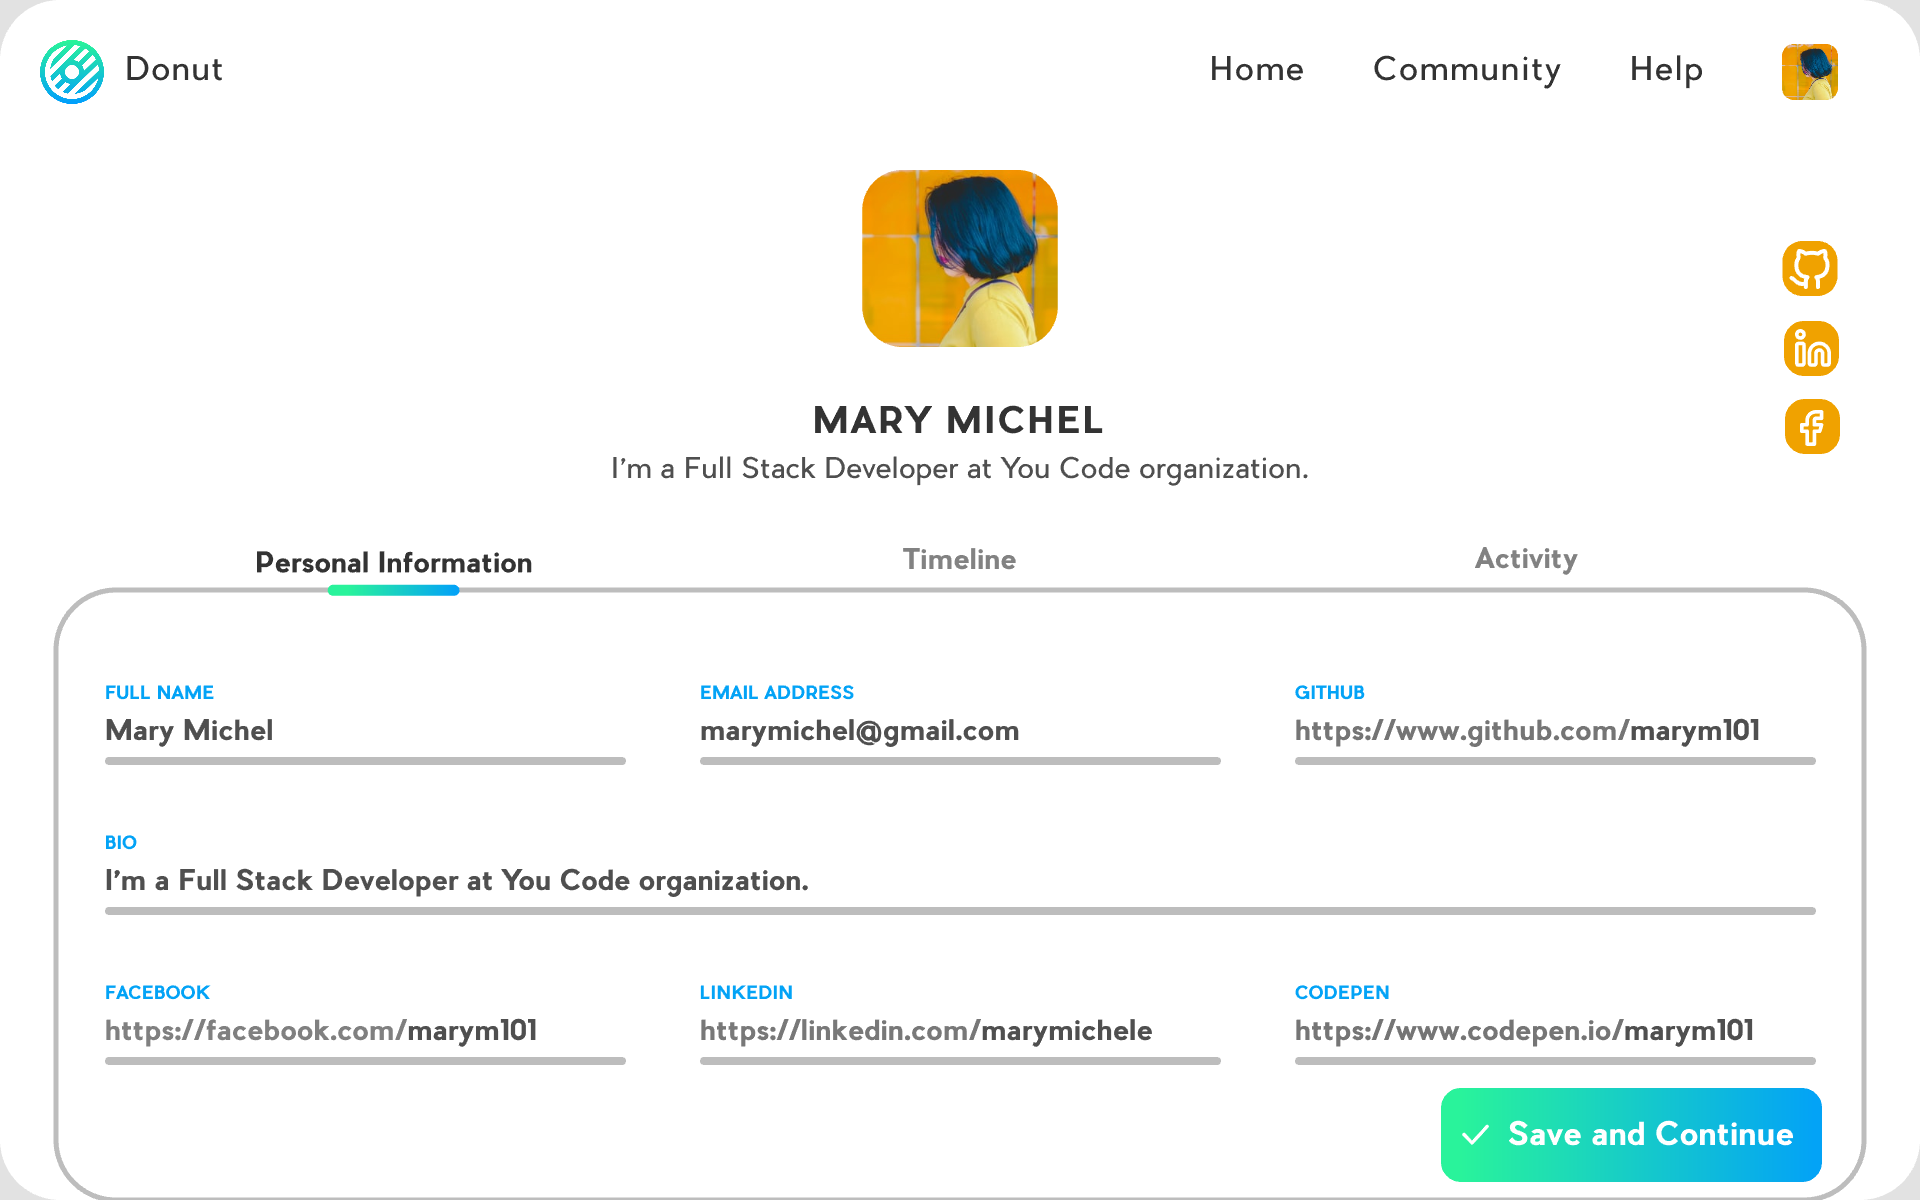 Donut
Home Community Help
MARY MICHEL
I'm a Full Stack Developer at You Code organization.
Personal Information
Timeline
Activity
FULL NAME
Mary Michel
EMAIL ADDRESS
marymichel@gmail.com
GITHUB
https://www.github.com/marym101
BIO
I'm a Full Stack Developer at You Code organization.
FACEBOOK
https://facebook.com/marym101
LINKEDIN
https://linkedin.com/marymichele
CODEPEN
https://www.codepen.io/marym101
Save and Continue